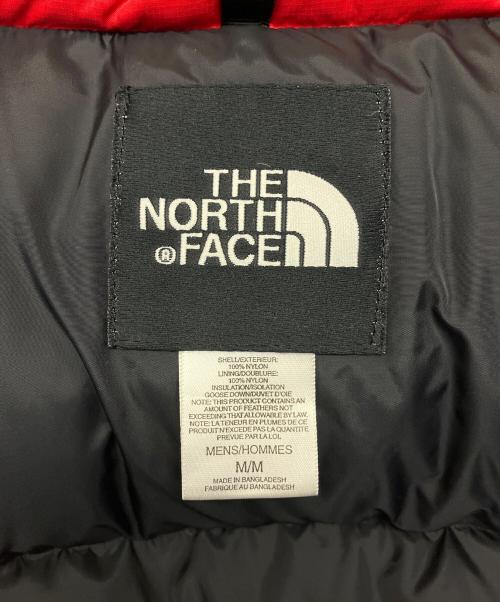 THE
NORTH
® FACE
SHELL/EXTERIEUR:
100% NYLON
LINING/DOUBLURE:
100% NYLON
INSULATION/ISOLATION
GOOSE DOWN/DUVET D'OIE
NOTE: THIS PRODUCT CONTAINS AN
AMOUNT OF FEATHERS NOT
EXCEEDING THAT ALLOWABLE BY LAW.
NOTE: LA TENEUR EN PLUMES DE CE
PRODUIT N'EXCEDE PAS LA QUANTITE
PREVUE PAR LA LOI.
MENS/HOMMES
M/M
MADE IN BANGLADESH
FABRIQUE AU BANGLADESH